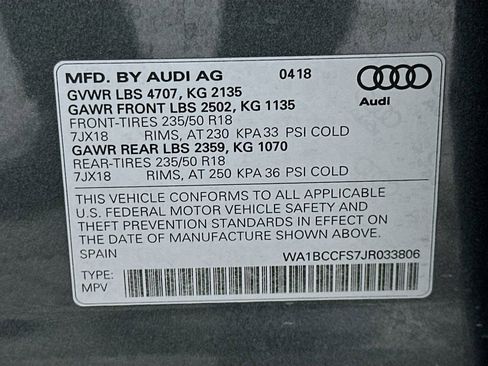 MFD. BY AUDI AG 0418
GVWR LBS 4707, KG 2135
GAWR FRONT LBS 2502, KG 1135
FRONT-TIRES 235/50 R18
7JX18 RIMS, AT 230 KPA 33 PSI COLD
GAWR REAR LBS 2359, KG 1070
REAR-TIRES 235/50 R18
7JX18 RIMS, AT 250 KPA 36 PSI COLD
Audi
THIS VEHICLE CONFORMS TO ALL APPLICABLE
U.S. FEDERAL MOTOR VEHICLE SAFETY AND
THEFT PREVENTION STANDARDS IN EFFECT ON
THE DATE OF MANUFACTURE SHOWN ABOVE.
SPAIN WA1BCCFS7JR033806
TYPE:
MPV